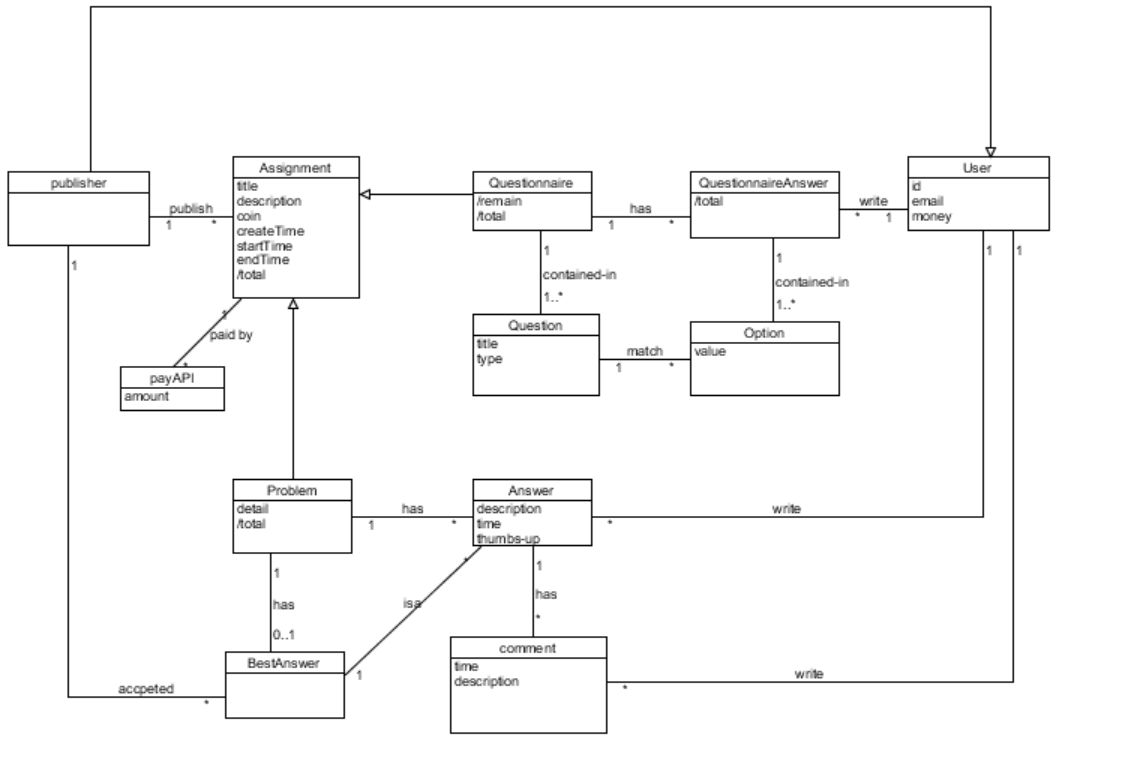 publisher
publish
1
*
1
Assignment
title
description
coin
createTime
startTime
endTime
/total
1
paid by
*
payAPI
amount
Questionnaire
/remain
/total
has
1
*
QuestionnaireAnswer
/total
write
*
1
User
id
email
money
1
1
1
contained-in
1..*
1
contained-in
1..*
Question
title
type
match
1
*
Option
value
Problem
detail
/total
has
1
*
Answer
description
time
thumbs-up
*
write
1
has
0..1
*
isa
1
1
has
*
BestAnswer
accpeted
*
comment
time
description
write
*